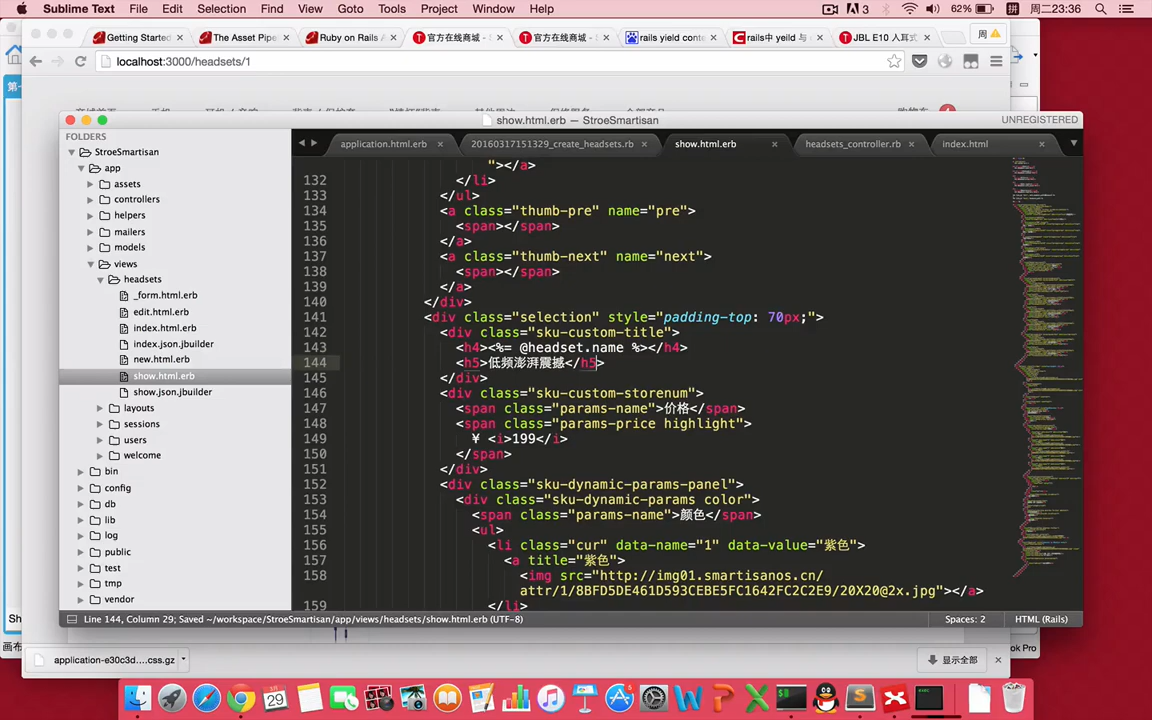 Sublime Text File Edit Selection Find View Goto Tools Project Window Help A 3 62% 周二23:36
Getting Started
The Asset Pipe
Ruby on Rails A
官方在线商城 -
官方在线商城 -
rails yield cont
rails中 yeild 与
JBL E10 入耳式
周
localhost:3000/headsets/1
show.html.erb — StroeSmartisan
UNREGISTERED
FOLDERS
StroeSmartisan
app
assets
controllers
helpers
mailers
models
views
headsets
_form.html.erb
edit.html.erb
index.html.erb
index.json.jbuilder
new.html.erb
show.html.erb
show.json.jbuilder
layouts
sessions
users
welcome
bin
config
db
lib
log
public
test
tmp
vendor
application.html.erb
20160317151329_create_headsets.rb
show.html.erb
headsets_controller.rb
index.html
"></a>
132 </li>
133 </ul>
134 <a class="thumb-pre" name="pre">
135 <span></span>
136 </a>
137 <a class="thumb-next" name="next">
138 <span></span>
139 </a>
140 </div>
141 <div class="selection" style="padding-top: 70px;">
142 <div class="sku-custom-title">
143 <h4><%= @headset.name %></h4>
144 <h5>低频澎湃震撼</h5>
145 </div>
146 <div class="sku-custom-storenum">
147 <span class="params-name">价格</span>
148 <span class="params-price highlight">
149 ¥ <i>199</i>
150 </span>
151 </div>
152 <div class="sku-dynamic-params-panel">
153 <div class="sku-dynamic-params color">
154 <span class="params-name">颜色</span>
155 <ul>
156 <li class="cur" data-name="1" data-value="紫色">
157 <a title="紫色">
158 <img src="http://img01.smartisanos.cn/
attr/1/8BFD5DE461D593CEBE5FC1642FC2C2E9/20X20@2x.jpg"></a>
159 </li>
Line 144, Column 29; Saved ~/workspace/StroeSmartisan/app/views/headsets/show.html.erb (UTF-8)
Spaces: 2
HTML (Rails)
application-e30c3d....css.gz
显示全部